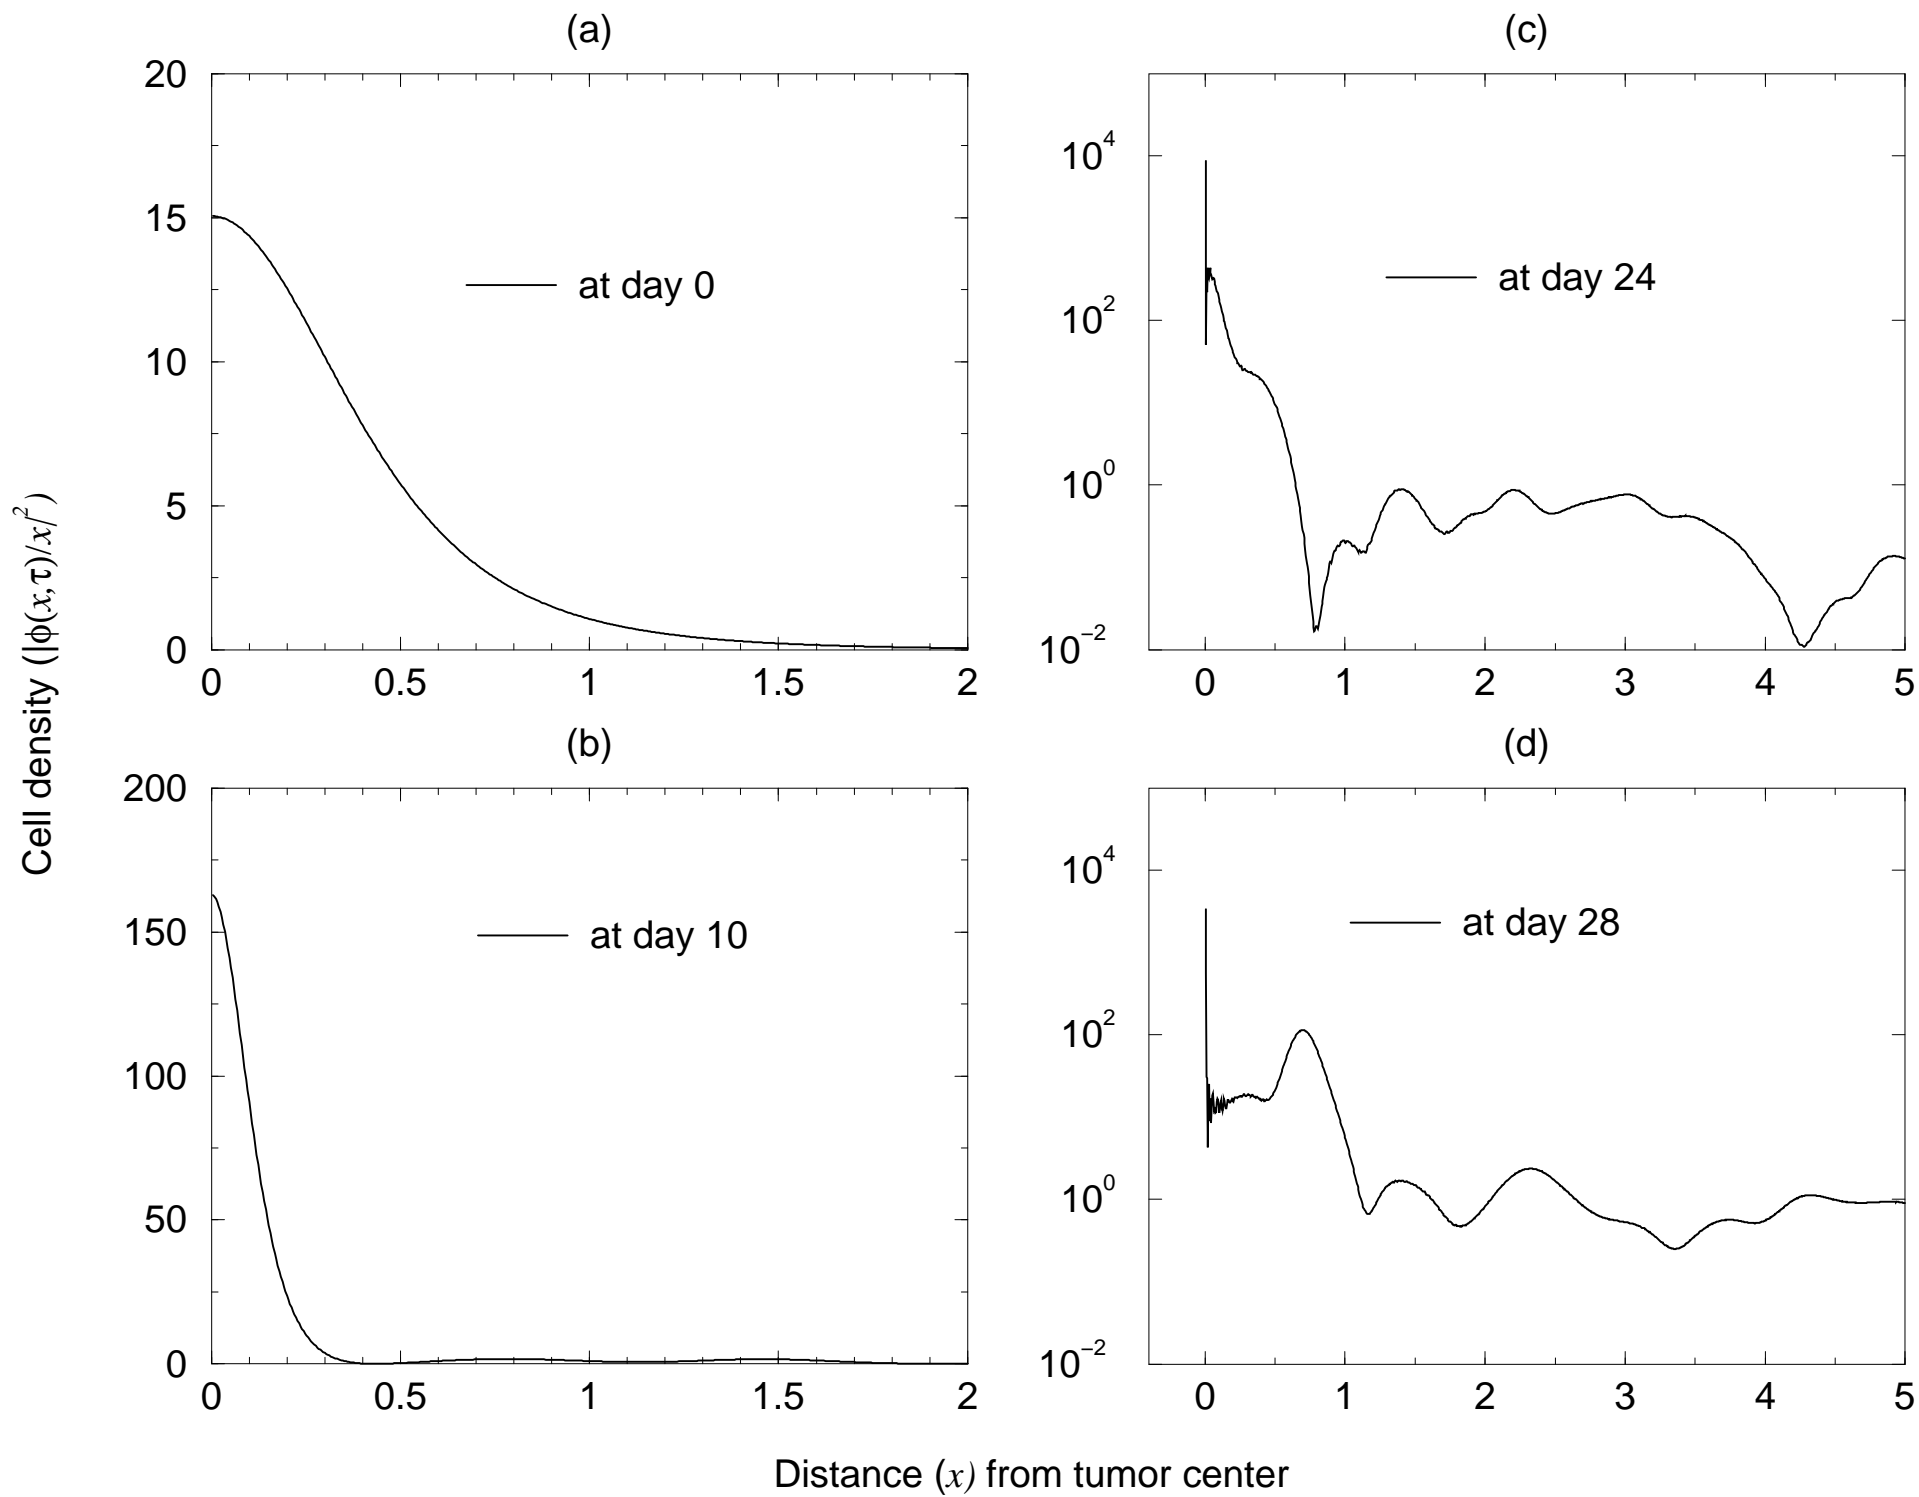 (a)
20
15
10
5
0
0 0.5 1 1.5 2
at day 0
(b)
200
150
100
50
0
0 0.5 1 1.5 2
at day 10
(c)
10^4
10^2
10^0
10^−2
0 1 2 3 4 5
at day 24
(d)
10^4
10^2
10^0
10^−2
0 1 2 3 4 5
at day 28
Cell density (|ϕ(x,τ)/x|^2)
Distance (x) from tumor center